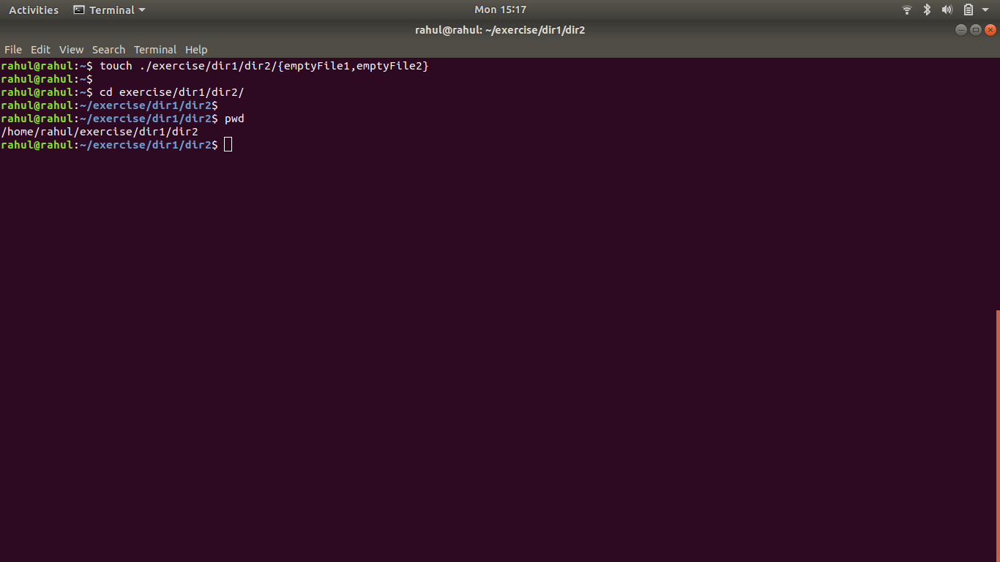 Activities Terminal Mon 15:17
rahul@rahul: ~/exercise/dir1/dir2
File Edit View Search Terminal Help
rahul@rahul:~$ touch ./exercise/dir1/dir2/{emptyFile1,emptyFile2}
rahul@rahul:~$
rahul@rahul:~$ cd exercise/dir1/dir2/
rahul@rahul:~/exercise/dir1/dir2$
rahul@rahul:~/exercise/dir1/dir2$ pwd
/home/rahul/exercise/dir1/dir2
rahul@rahul:~/exercise/dir1/dir2$